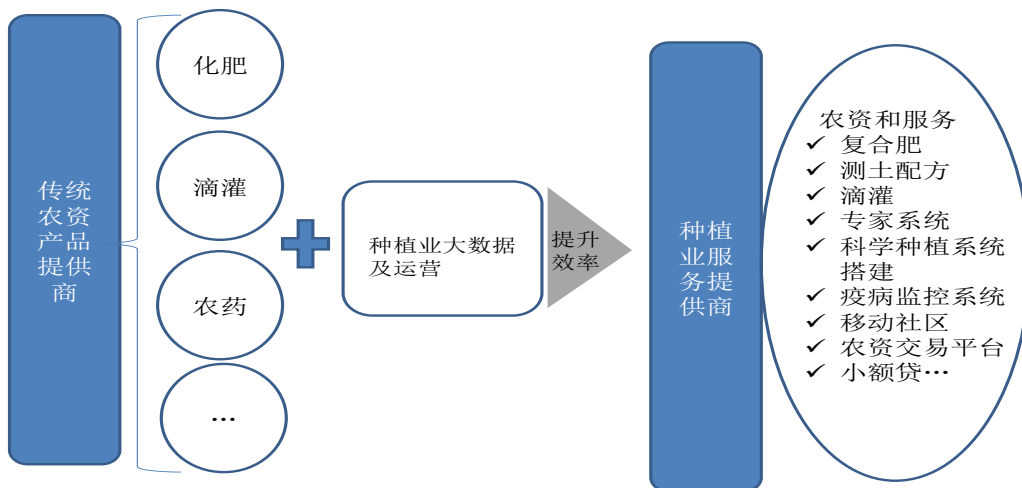 传统
农资
产品
提供
商
化肥
滴灌
农药
…
种植业大数据
及运营
提升
效率
种植
业服
务提
供商
农资和服务
✓ 复合肥
✓ 测土配方
✓ 滴灌
✓ 专家系统
✓ 科学种植系统
搭建
✓ 疫病监控系统
✓ 移动社区
✓ 农资交易平台
✓ 小额贷…